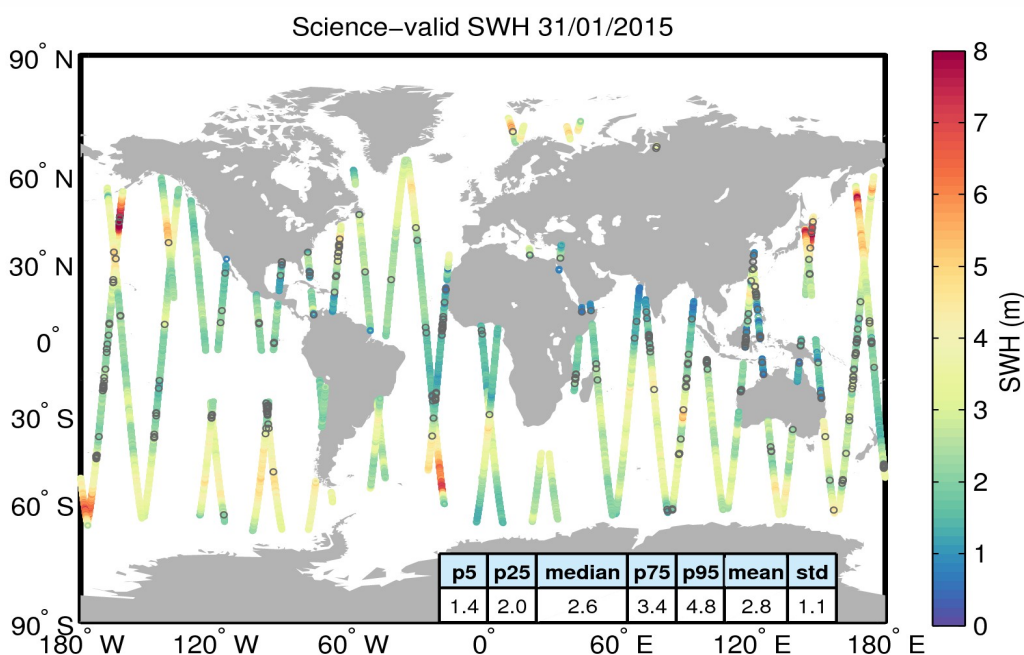 Science−valid SWH 31/01/2015
90° N
60° N
30° N
0°
30° S
60° S
90° S
180° W
120° W
60° W
0°
60° E
120° E
180° E
p5 p25 median p75 p95 mean std
1.4 2.0 2.6 3.4 4.8 2.8 1.1
8
7
6
5
4
3
2
1
0
SWH (m)